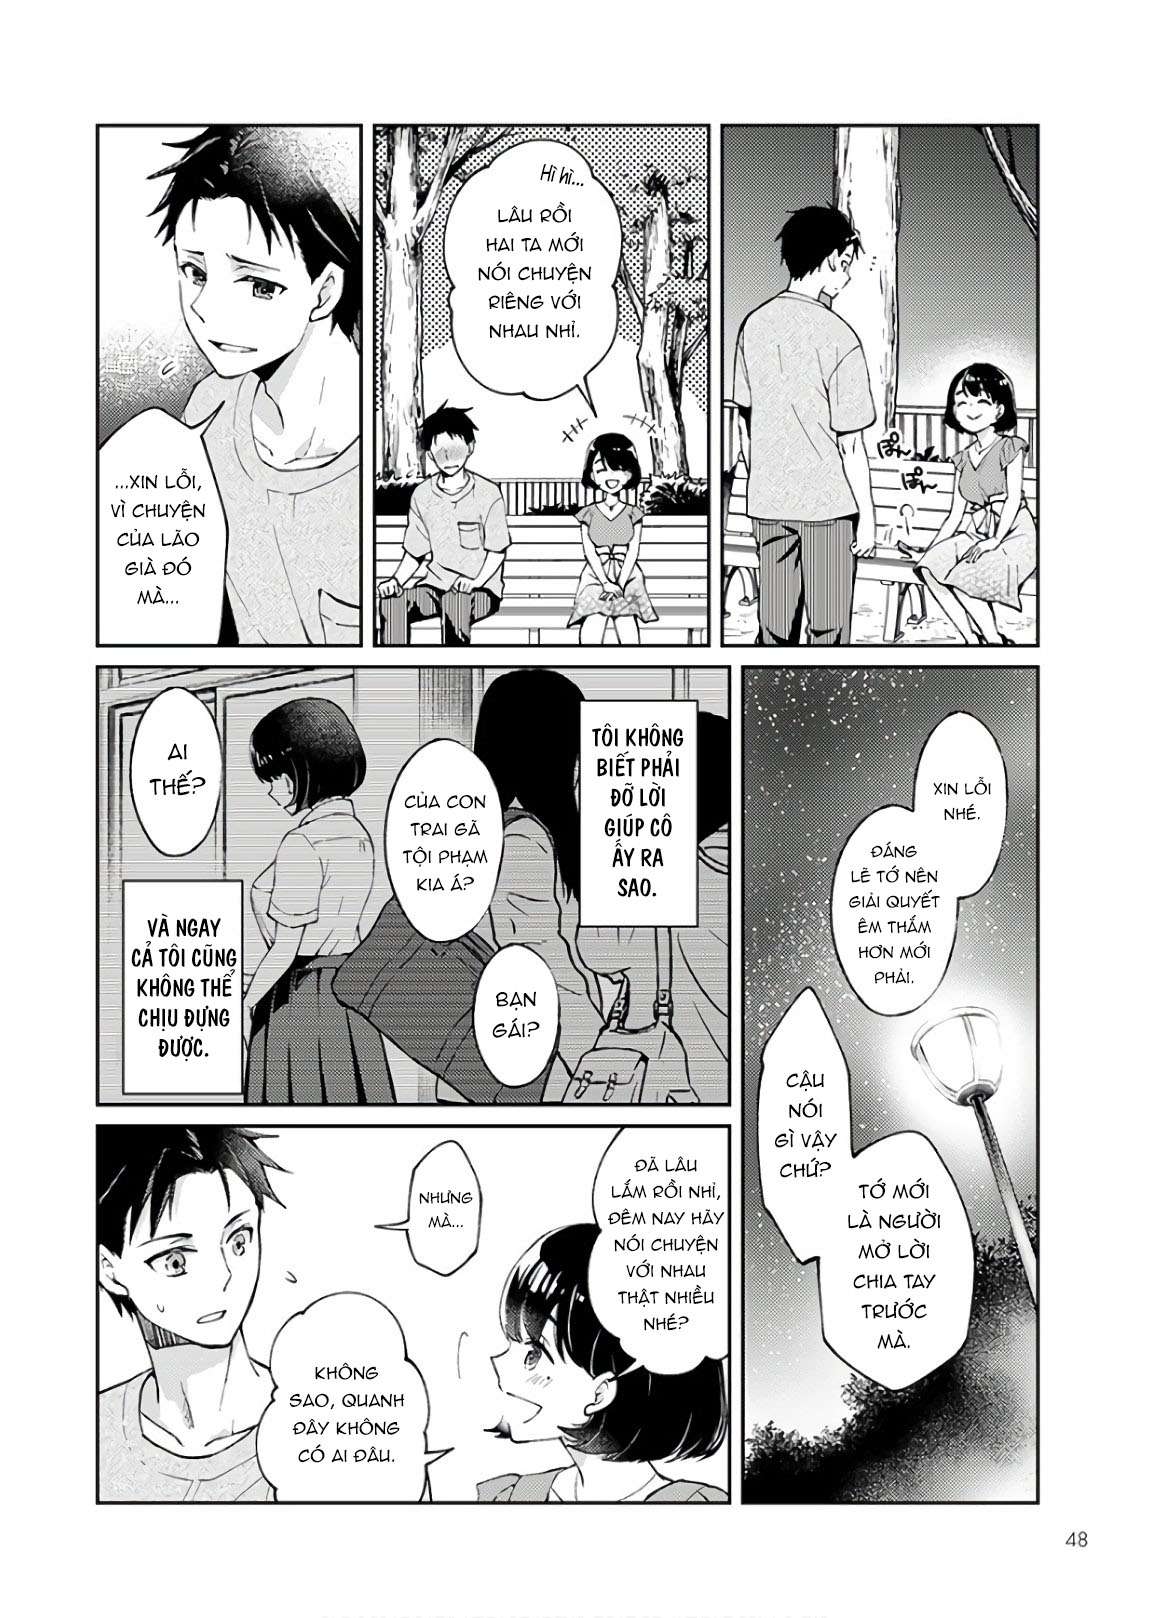 ぽん
ぽん
Hì hì...
LÂU RỒI
HAI TA MỚI
NÓI CHUYỆN
RIÊNG VỚI
NHAU NHỈ.
...XIN LỖI,
VÌ CHUYỆN
CỦA LÃO
GIÀ ĐÓ
MÀ...
XIN LỖI
NHÉ.
ĐÁNG
LẼ TỚ NÊN
GIẢI QUYẾT
ÊM THẮM
HƠN MỚI
PHẢI.
CẬU
NÓI
GÌ VẬY
CHỨ?
TỚ MỚI
LÀ NGƯỜI
MỞ LỜI
CHIA TAY
TRƯỚC
MÀ.
TÔI KHÔNG
BIẾT PHẢI
ĐỠ LỜI
GIÚP CÔ
ẤY RA
SAO.
CỦA CON
TRAI GÃ
TỘI PHẠM
KIA Á?
BẠN
GÁI?
AI
THẾ?
VÀ NGAY
CẢ TÔI CŨNG
KHÔNG THỂ
CHỊU ĐỰNG
ĐƯỢC.
ĐÃ LÂU
LẮM RỒI NHỈ,
ĐÊM NAY HÃY
NÓI CHUYỆN
VỚI NHAU
THẬT NHIỀU
NHÉ?
NHƯNG
MÀ...
KHÔNG
SAO, QUANH
ĐÂY KHÔNG
CÓ AI ĐÂU.
48